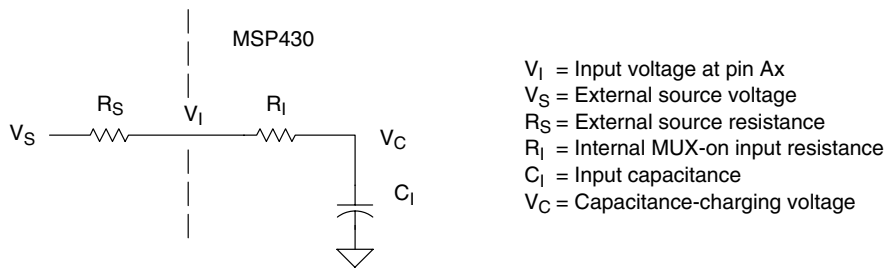 MSP430
R_S
V_I
R_I
V_S
V_C
C_I
V_I = Input voltage at pin Ax
V_S = External source voltage
R_S = External source resistance
R_I = Internal MUX-on input resistance
C_I = Input capacitance
V_C = Capacitance-charging voltage